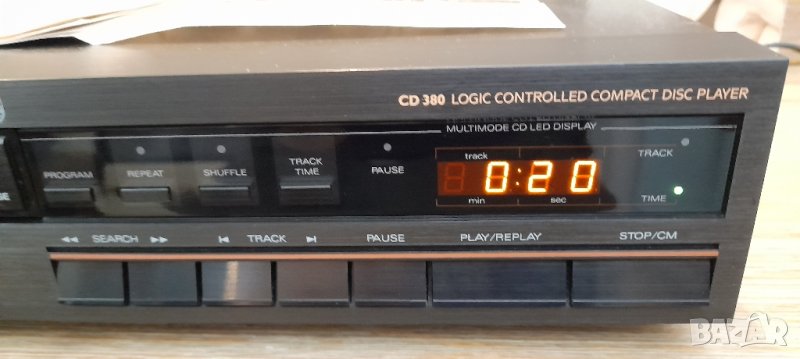 CD 380 LOGIC CONTROLLED COMPACT DISC PLAYER
MULTIMODE CD LED DISPLAY
track
TRACK
PROGRAM
REPEAT
SHUFFLE
TRACK TIME
PAUSE
0:20
min
sec
TIME
◄◄ SEARCH ►►
|◄ TRACK ►|
PAUSE
PLAY/REPLAY
STOP/CM
BAZAR